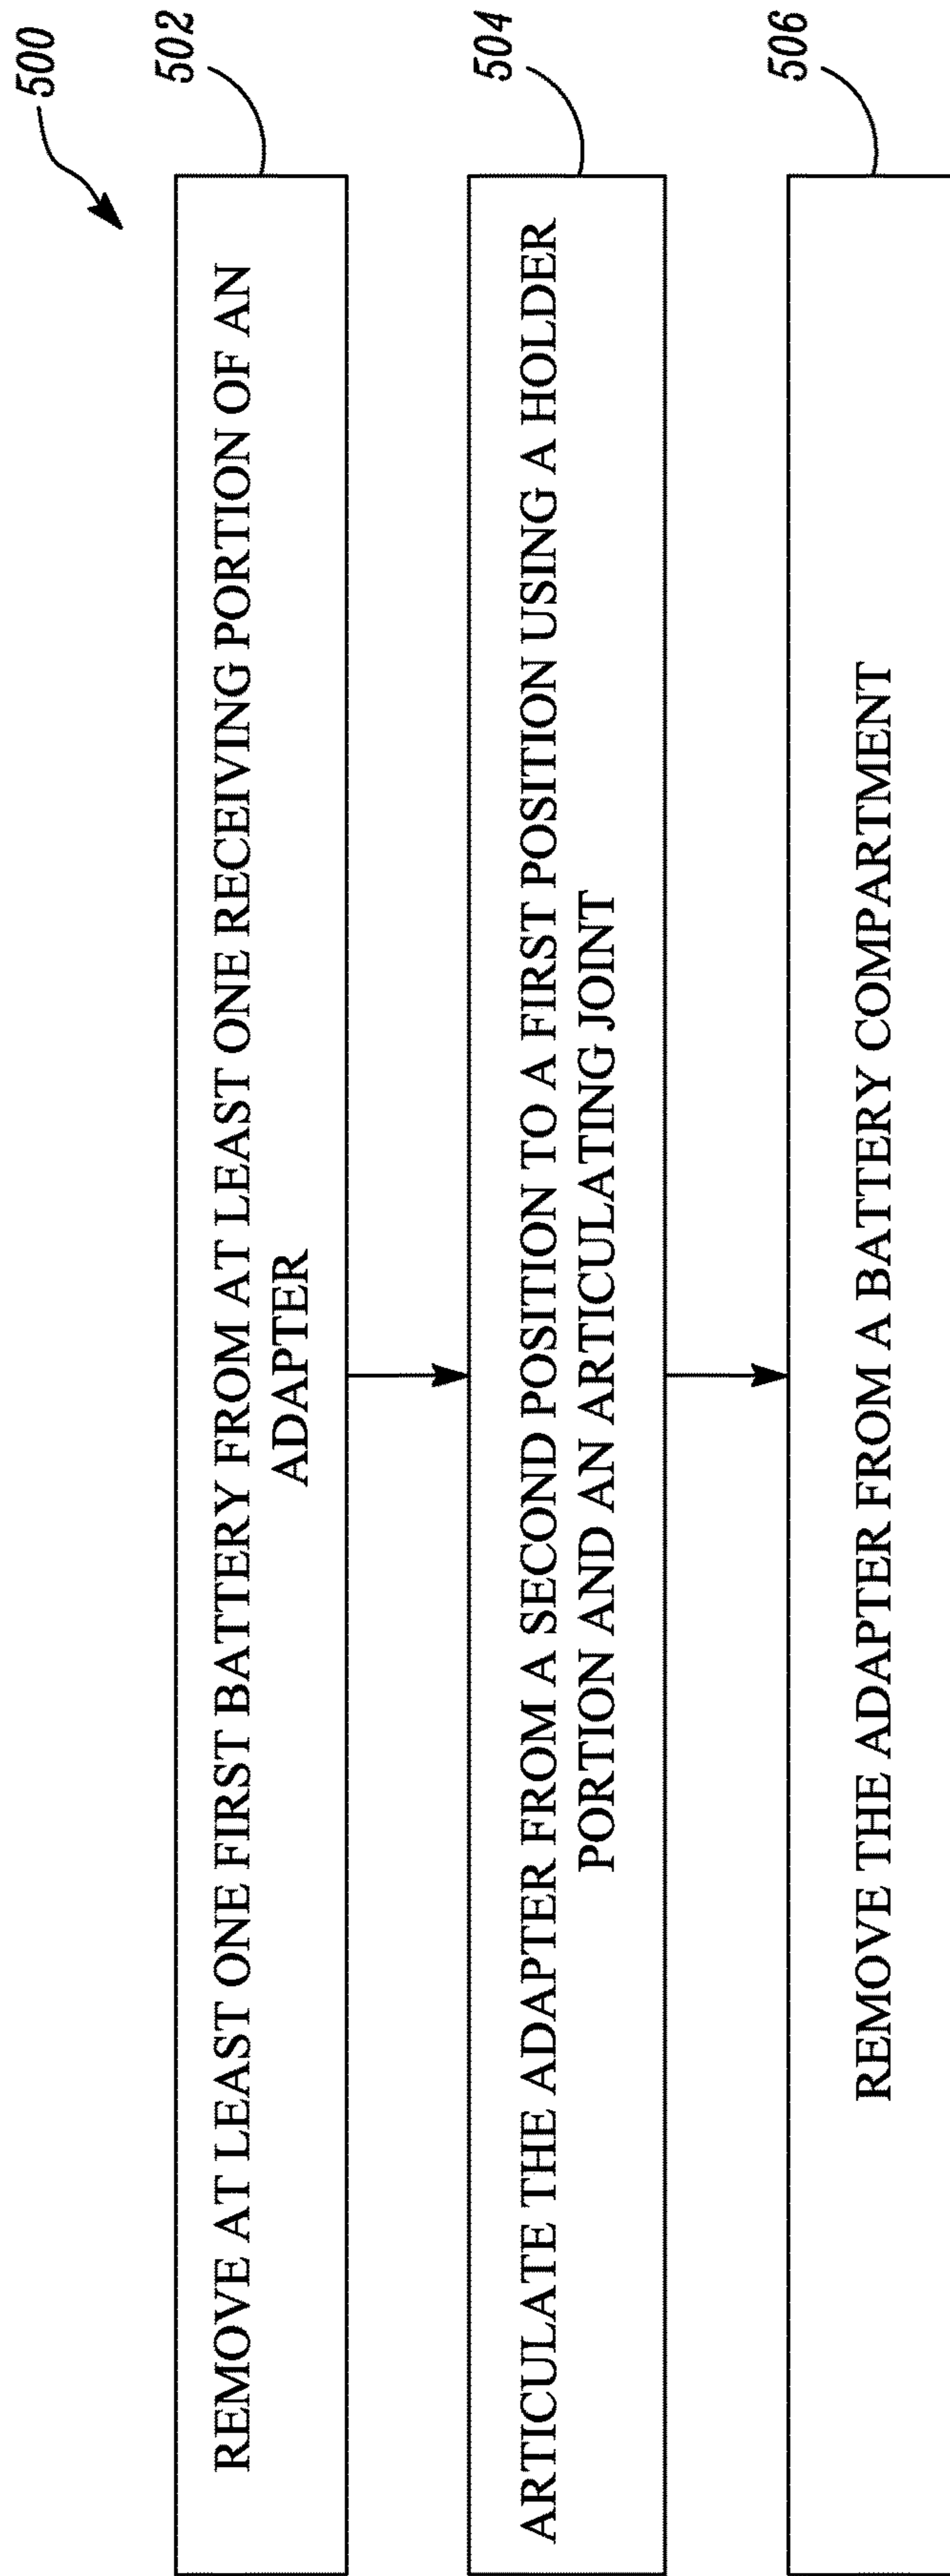 500
502
REMOVE AT LEAST ONE FIRST BATTERY FROM AT LEAST ONE RECEIVING PORTION OF AN
ADAPTER
504
ARTICULATE THE ADAPTER FROM A SECOND POSITION TO A FIRST POSITION USING A HOLDER
PORTION AND AN ARTICULATING JOINT
506
REMOVE THE ADAPTER FROM A BATTERY COMPARTMENT